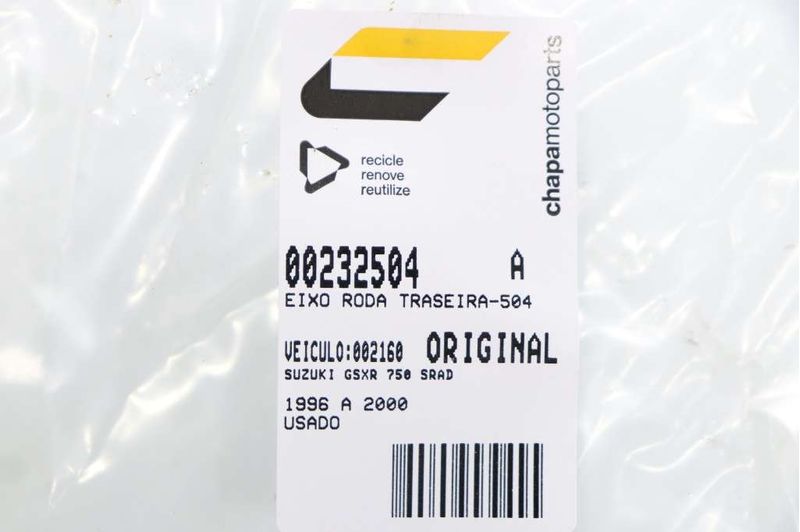 chapamotoparts
recicle
renove
reutilize
00232504 A
EIXO RODA TRASEIRA-504
VEICULO:002160 ORIGINAL
SUZUKI GSXR 750 SRAD
1996 A 2000
USADO